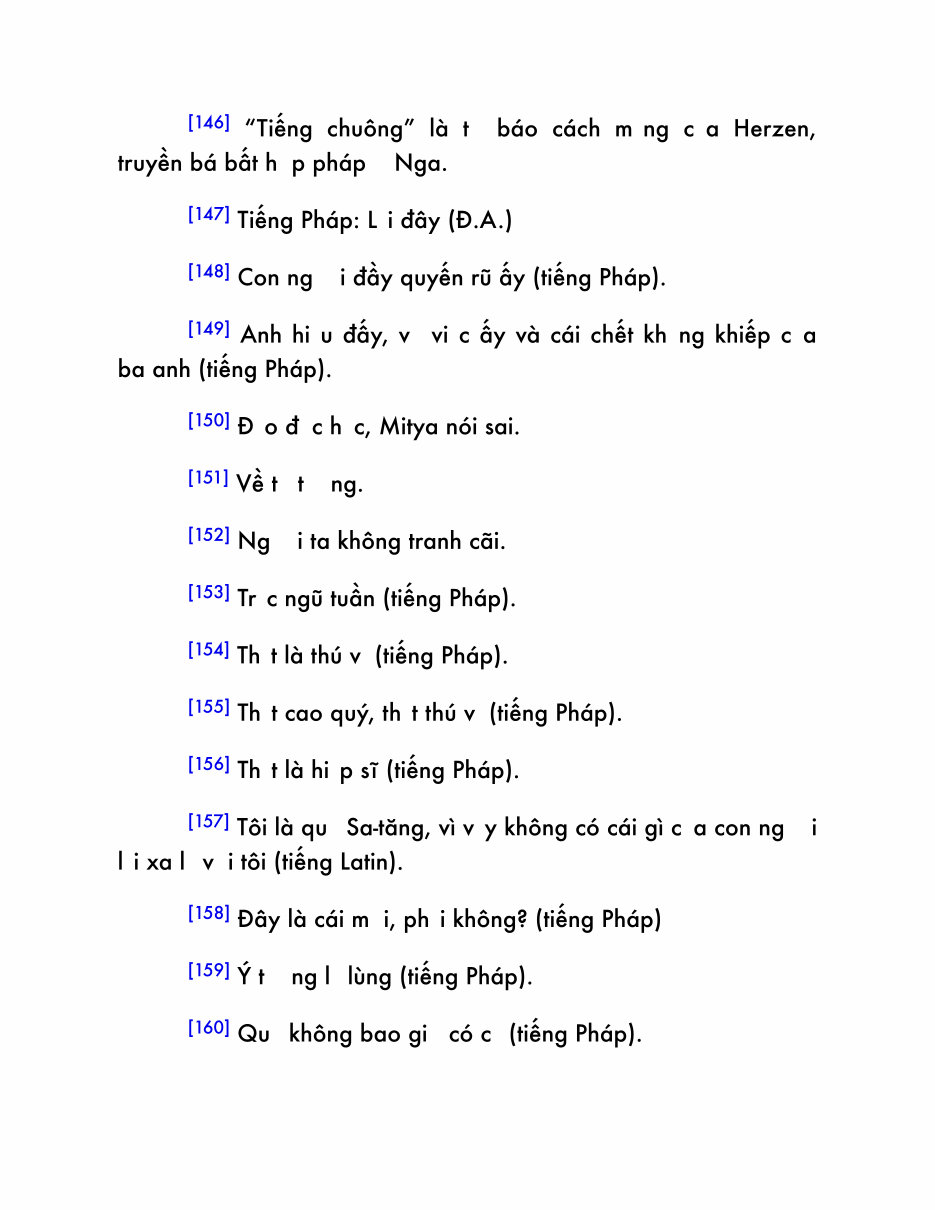 [146] “Tiếng chuông” là t báo cách m ng c a Herzen,
truyền bá bất h p pháp Nga.
[147] Tiếng Pháp: L i đây (Đ.A.)
[148] Con ng i đầy quyến rũ ấy (tiếng Pháp).
[149] Anh hi u đấy, v vi c ấy và cái chết kh ng khiếp c a
ba anh (tiếng Pháp).
[150] Đ o đ c h c, Mitya nói sai.
[151] Về t t ng.
[152] Ng i ta không tranh cãi.
[153] Tr c ngũ tuần (tiếng Pháp).
[154] Th t là thú v (tiếng Pháp).
[155] Th t cao quý, th t thú v (tiếng Pháp).
[156] Th t là hi p sĩ (tiếng Pháp).
[157] Tôi là qu Sa-tăng, vì v y không có cái gì c a con ng i
l i xa l v i tôi (tiếng Latin).
[158] Đây là cái m i, ph i không? (tiếng Pháp)
[159] Ý t ng l lùng (tiếng Pháp).
[160] Qu không bao gi có c (tiếng Pháp).